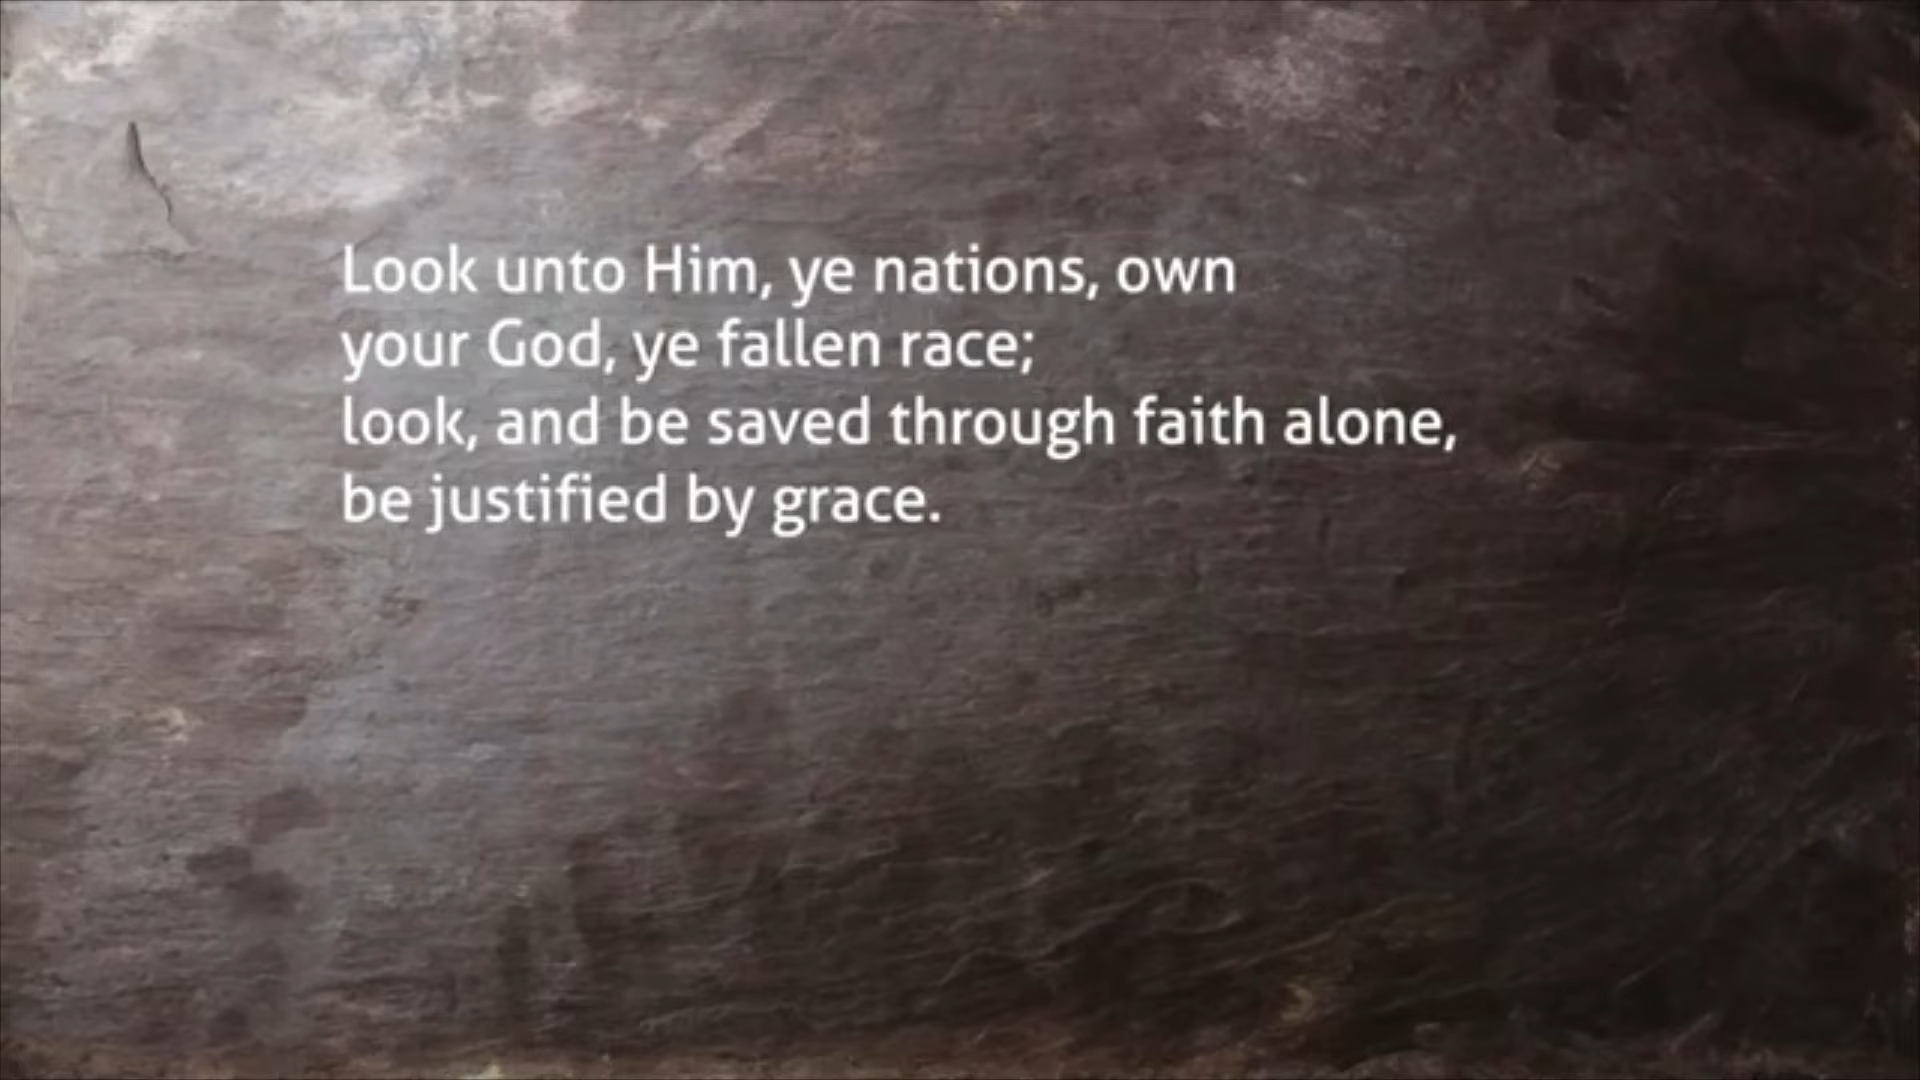 Look unto Him, ye nations, own
your God, ye fallen race;
look, and be saved through faith alone,
be justified by grace.